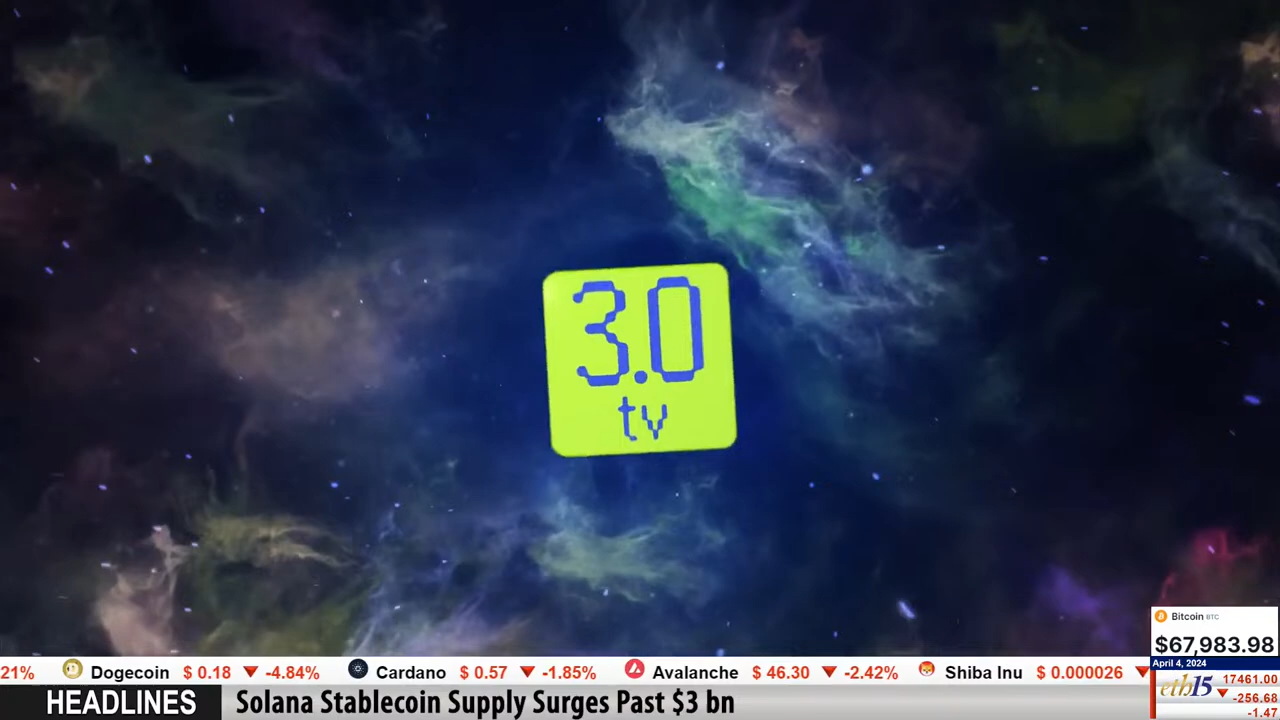 3.0
tv
Bitcoin BTC
$67,983.98
April 4, 2024
21% Dogecoin $ 0.18 ▼ -4.84% Cardano $ 0.57 ▼ -1.85% Avalanche $ 46.30 ▼ -2.42% Shiba Inu $ 0.000026 ▼
eth15 ▼ 17461.00
-256.68
-1.47
HEADLINES Solana Stablecoin Supply Surges Past $3 bn